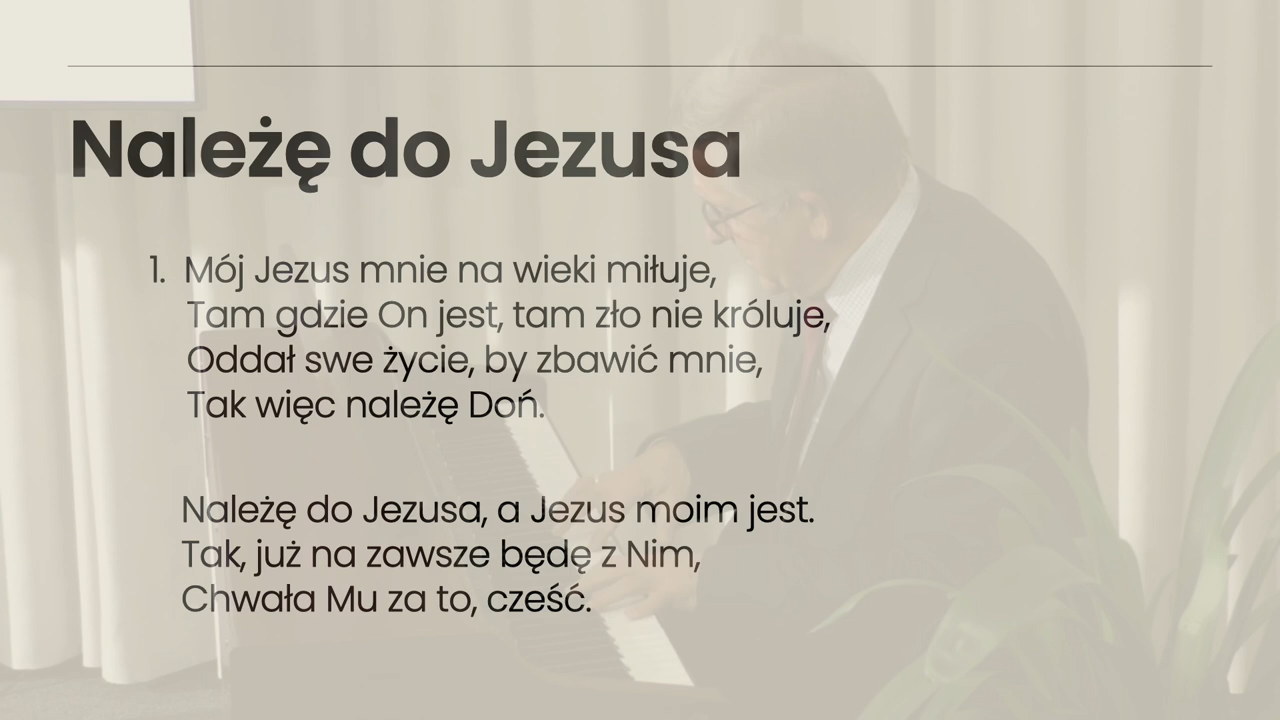 Należę do Jezusa
1. Mój Jezus mnie na wieki miłuje,
Tam gdzie On jest, tam zło nie króluje,
Oddał swe życie, by zbawić mnie,
Tak więc należę Doń.
Należę do Jezusa, a Jezus moim jest.
Tak, już na zawsze będę z Nim,
Chwała Mu za to, cześć.